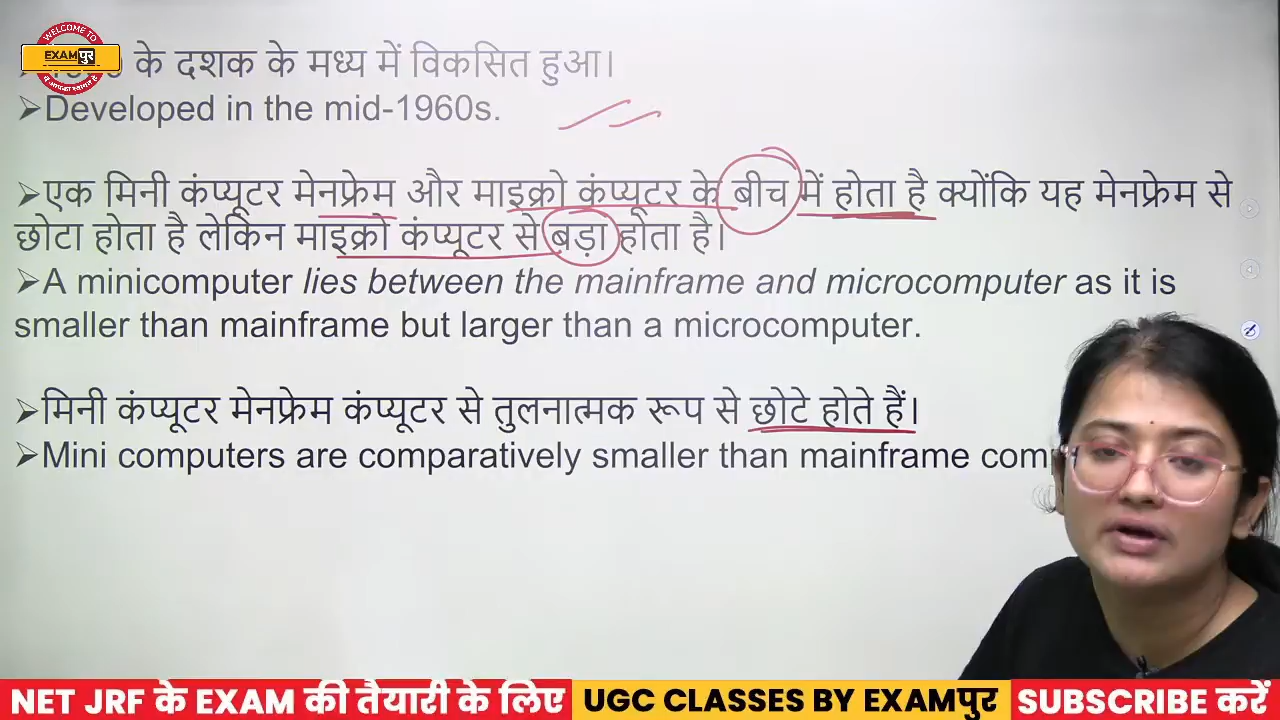 WELCOME TO
EXAMपुर
के दशक के मध्य में विकसित हुआ।
➤Developed in the mid-1960s.
➤एक मिनी कंप्यूटर मेनफ्रेम और माइक्रो कंप्यूटर के बीच में होता है क्योंकि यह मेनफ्रेम से
छोटा होता है लेकिन माइक्रो कंप्यूटर से बड़ा होता है।
➤A minicomputer lies between the mainframe and microcomputer as it is
smaller than mainframe but larger than a microcomputer.
➤मिनी कंप्यूटर मेनफ्रेम कंप्यूटर से तुलनात्मक रूप से छोटे होते हैं।
➤Mini computers are comparatively smaller than mainframe com
NET JRF के EXAM की तैयारी के लिए UGC CLASSES BY EXAMपुर SUBSCRIBE करें